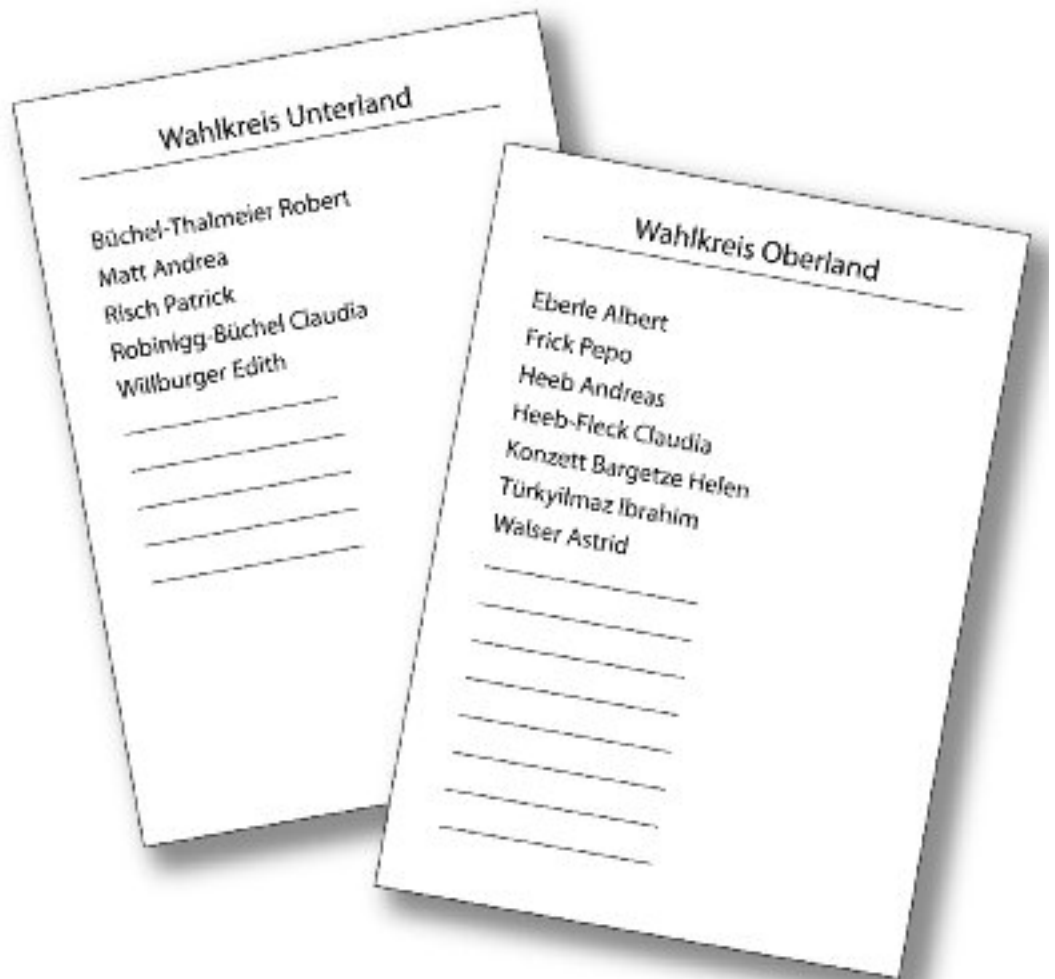 Wahlkreis Unterland
Büchel-Thalmeier Robert
Matt Andrea
Risch Patrick
Robinigg-Büchel Claudia
Willburger Edith
Wahlkreis Oberland
Eberle Albert
Frick Pepo
Heeb Andreas
Heeb-Fleck Claudia
Konzett Bargetze Helen
Türkyilmaz Ibrahim
Walser Astrid